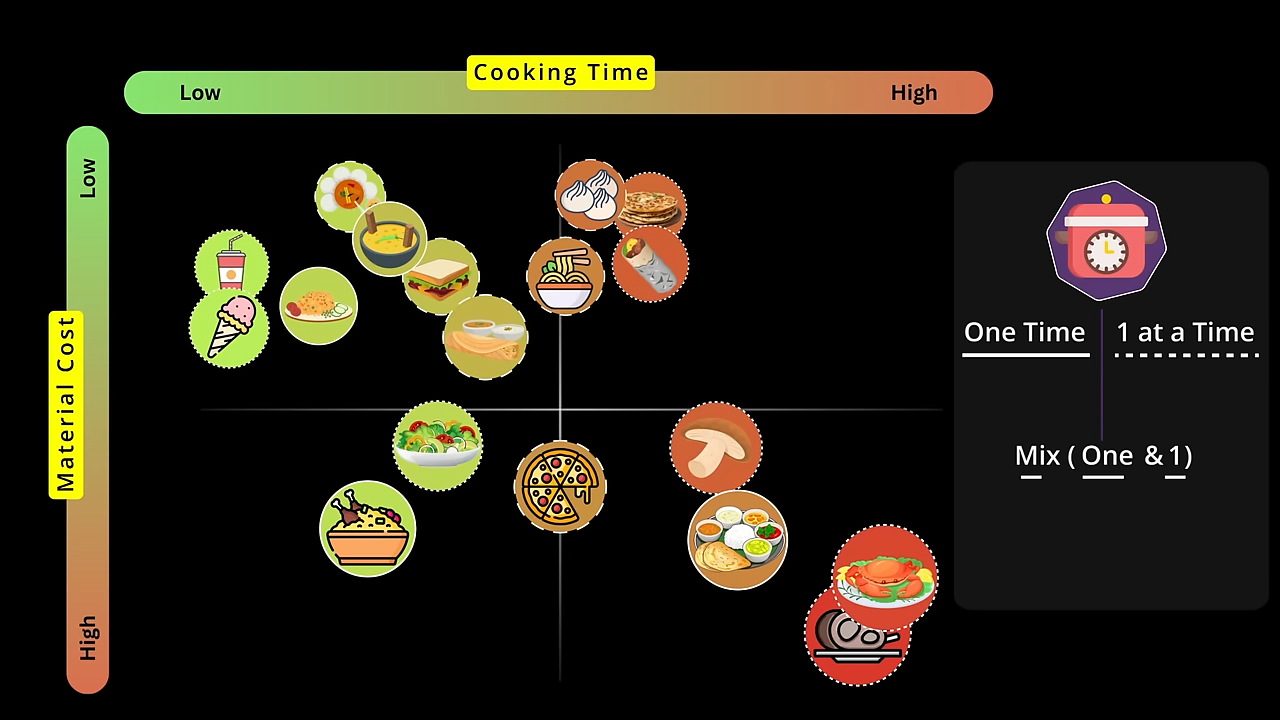 Cooking Time
Low
High
Low
Material Cost
High
One Time
1 at a Time
Mix ( One & 1)